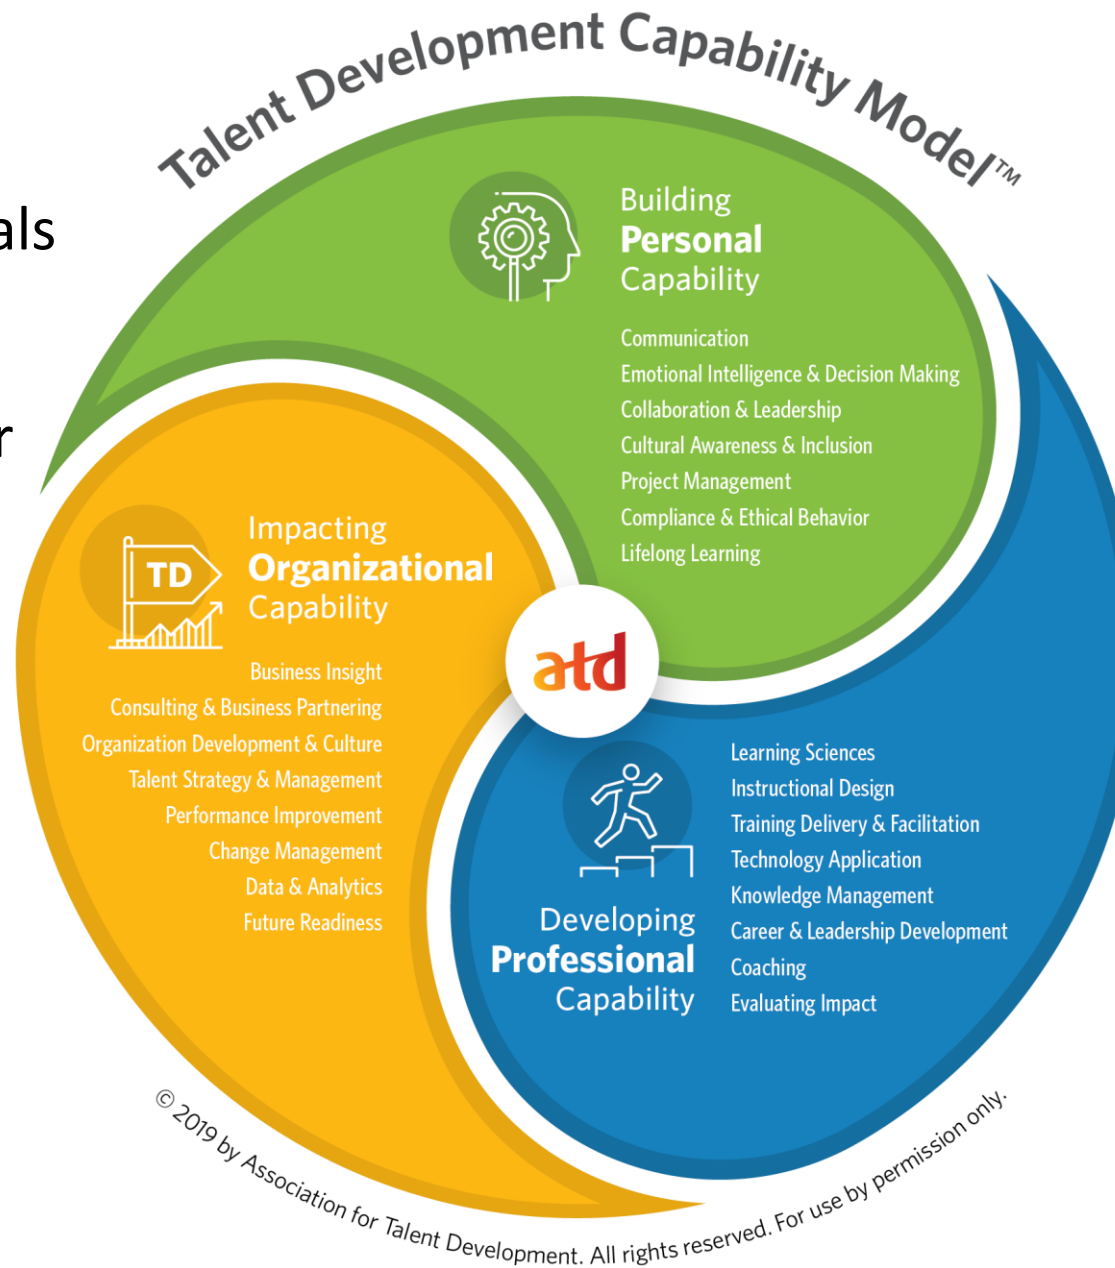 Talent Development Capability Model™
als
r
Building
Personal
Capability
Communication
Emotional Intelligence & Decision Making
Collaboration & Leadership
Cultural Awareness & Inclusion
Project Management
Compliance & Ethical Behavior
Lifelong Learning
TD
Impacting
Organizational
Capability
Business Insight
Consulting & Business Partnering
Organization Development & Culture
Talent Strategy & Management
Performance Improvement
Change Management
Data & Analytics
Future Readiness
atd
Learning Sciences
Instructional Design
Training Delivery & Facilitation
Technology Application
Knowledge Management
Career & Leadership Development
Coaching
Evaluating Impact
Developing
Professional
Capability
© 2019 by Association for Talent Development. All rights reserved. For use by permission only.